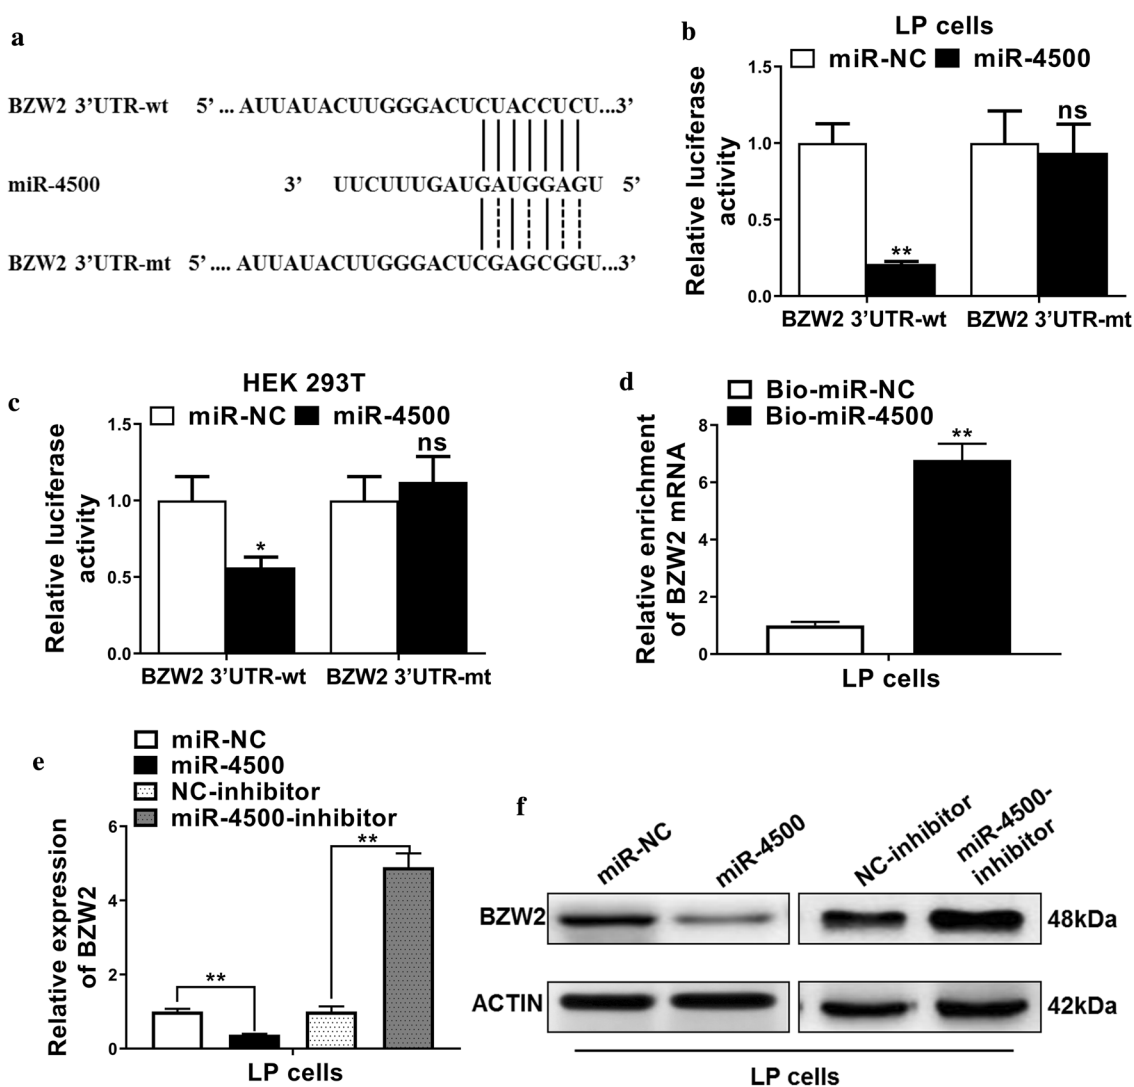 a
BZW2 3’UTR-wt 5’ ... AUUAUACUUGGGACUCUACCUCU...3’
miR-4500 3’ UUCUUUGAUGAUGGAGU 5’
BZW2 3’UTR-mt 5’ .... AUUAUACUUGGGACUCGAGCGGU...3’
b
LP cells
miR-NC miR-4500
Relative luciferase
activity
1.5
1.0
0.5
0.0
**
ns
BZW2 3’UTR-wt BZW2 3’UTR-mt
c
HEK 293T
miR-NC miR-4500
Relative luciferase
activity
1.5
1.0
0.5
0.0
*
ns
BZW2 3’UTR-wt BZW2 3’UTR-mt
d
Bio-miR-NC
Bio-miR-4500
Relative enrichment
of BZW2 mRNA
8
6
4
2
0
**
LP cells
e
miR-NC
miR-4500
NC-inhibitor
miR-4500-inhibitor
Relative expression
of BZW2
6
4
2
0
**
**
LP cells
f
miR-NC
miR-4500
NC-inhibitor
miR-4500-
inhibitor
BZW2
48kDa
ACTIN
42kDa
LP cells